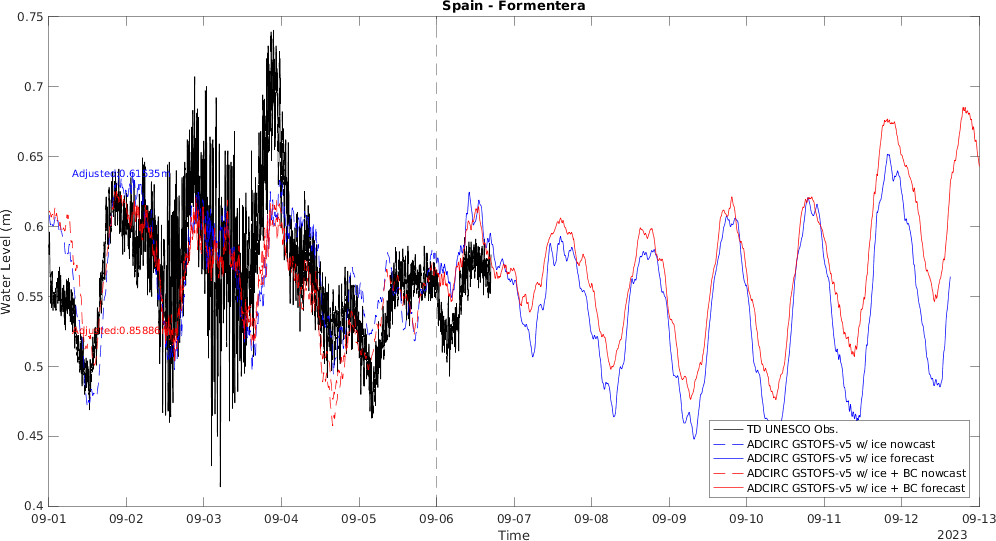 Spain - Formentera
0.75
0.7
0.65
0.6
0.55
0.5
0.45
0.4
Water Level (m)
Adjusted:0.61635m
Adjusted:0.85886
TD UNESCO Obs.
ADCIRC GSTOFS-v5 w/ ice nowcast
ADCIRC GSTOFS-v5 w/ ice forecast
ADCIRC GSTOFS-v5 w/ ice + BC nowcast
ADCIRC GSTOFS-v5 w/ ice + BC forecast
09-01 09-02 09-03 09-04 09-05 09-06 09-07 09-08 09-09 09-10 09-11 09-12 09-13
Time
2023